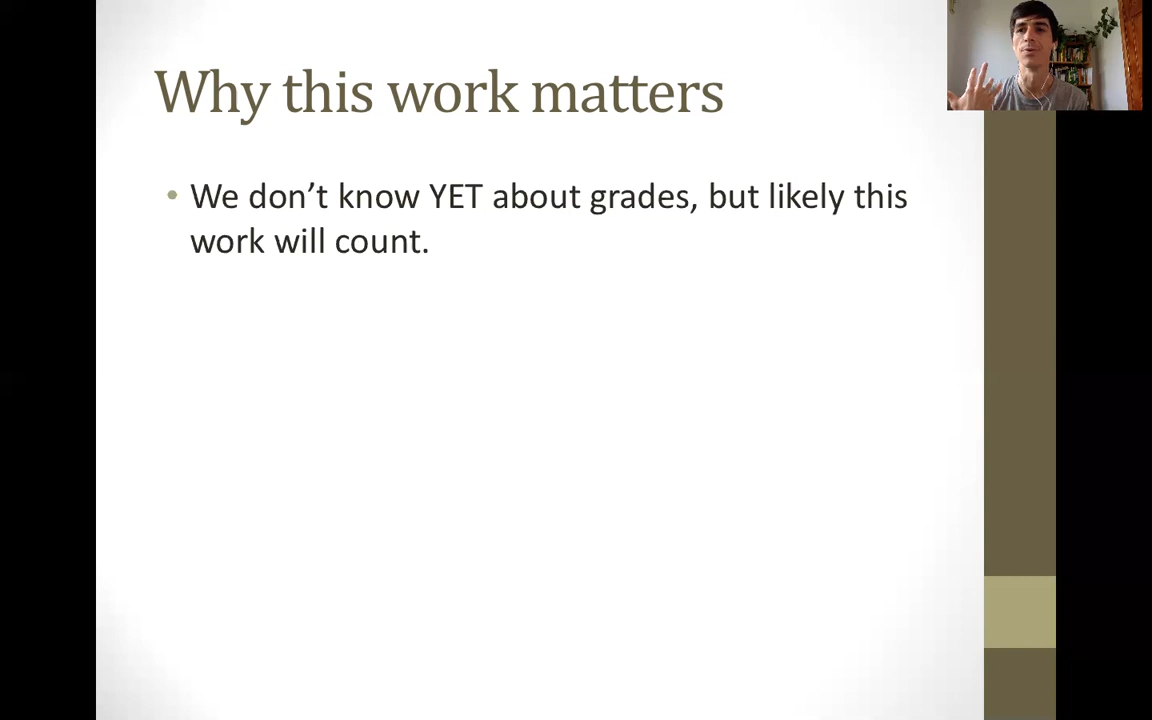 Why this work matters
• We don’t know YET about grades, but likely this
work will count.